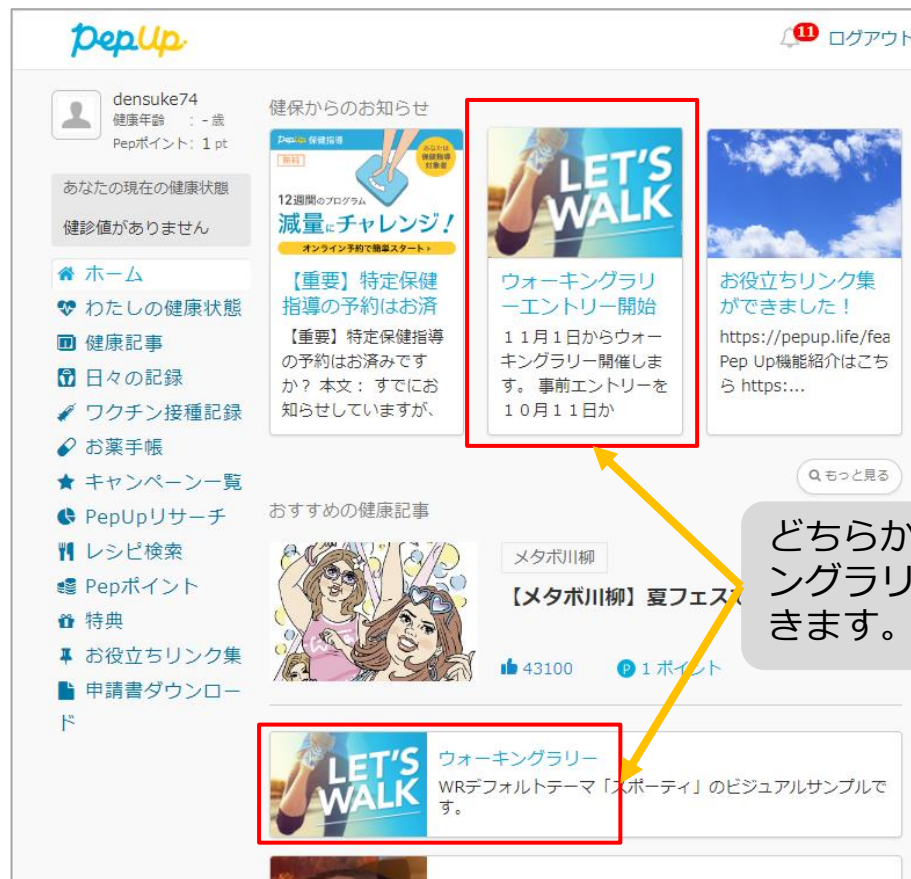 PepUp
11 ログアウト
densuke74
健康年齢 : - 歳
Pepポイント: 1 pt
あなたの現在の健康状態
健診値がありません
ホーム
わたしの健康状態
健康記事
日々の記録
ワクチン接種記録
お薬手帳
キャンペーン一覧
PepUpリサーチ
レシピ検索
Pepポイント
特典
お役立ちリンク集
申請書ダウンロー
ド
健保からのお知らせ
PepUp 保健指導
無料
あなたは
保健指導
対象者
12週間のプログラム
減量にチャレンジ!
オンライン予約で簡単スタート
【重要】特定保健
指導の予約はお済
【重要】特定保健指導
の予約はお済みです
か? 本文: すでにお
知らせしていますが、
LET'S
WALK
ウォーキングラリ
ーエントリー開始
11月1日からウォー
キングラリー開催しま
す。 事前エントリーを
10月11日か
お役立ちリンク集
ができました!
https://pepup.life/fea
Pep Up機能紹介はこち
ら https:...
もっと見る
おすすめの健康記事
メタボ川柳
【メタボ川柳】夏フェス
43100 P 1 ポイント
どちらか
ングラリ
きます。
LET'S
WALK
ウォーキングラリー
WRデフォルトテーマ「スポーティ」のビジュアルサンプルで
す。